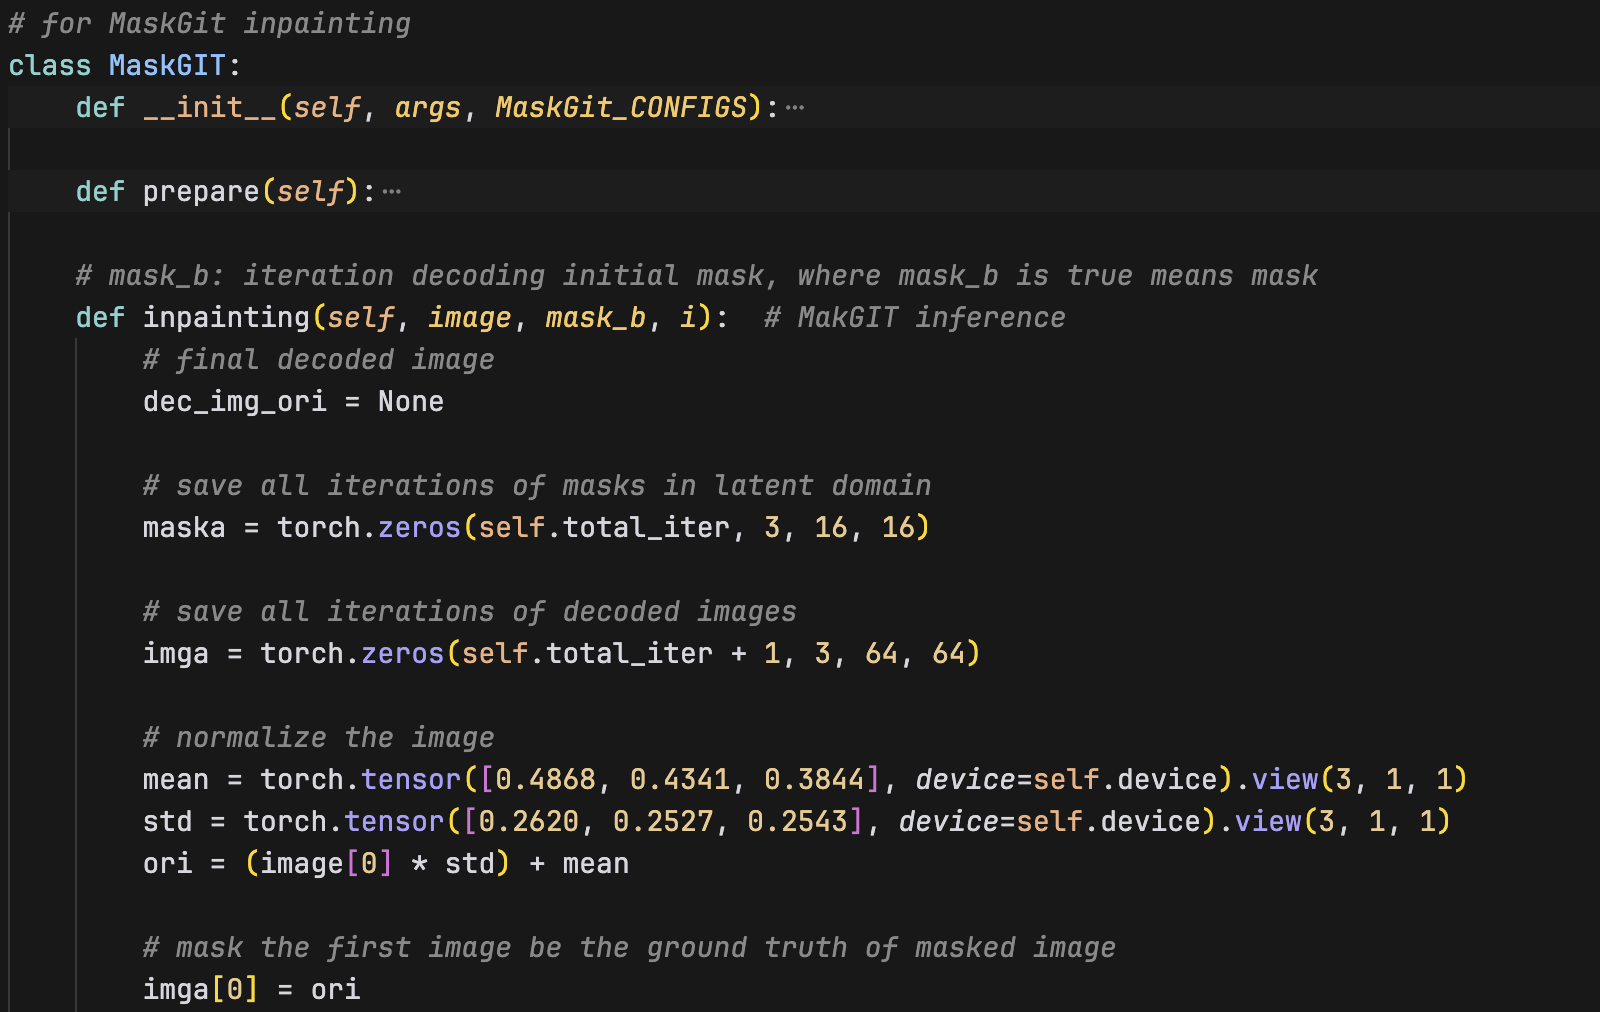 # for MaskGit inpainting
class MaskGIT:
    def __init__(self, args, MaskGit_CONFIGS):···
    def prepare(self):···
    # mask_b: iteration decoding initial mask, where mask_b is true means mask
    def inpainting(self, image, mask_b, i):  # MakGIT inference
        # final decoded image
        dec_img_ori = None
        # save all iterations of masks in latent domain
        maska = torch.zeros(self.total_iter, 3, 16, 16)
        # save all iterations of decoded images
        imga = torch.zeros(self.total_iter + 1, 3, 64, 64)
        # normalize the image
        mean = torch.tensor([0.4868, 0.4341, 0.3844], device=self.device).view(3, 1, 1)
        std = torch.tensor([0.2620, 0.2527, 0.2543], device=self.device).view(3, 1, 1)
        ori = (image[0] * std) + mean
        # mask the first image be the ground truth of masked image
        imga[0] = ori